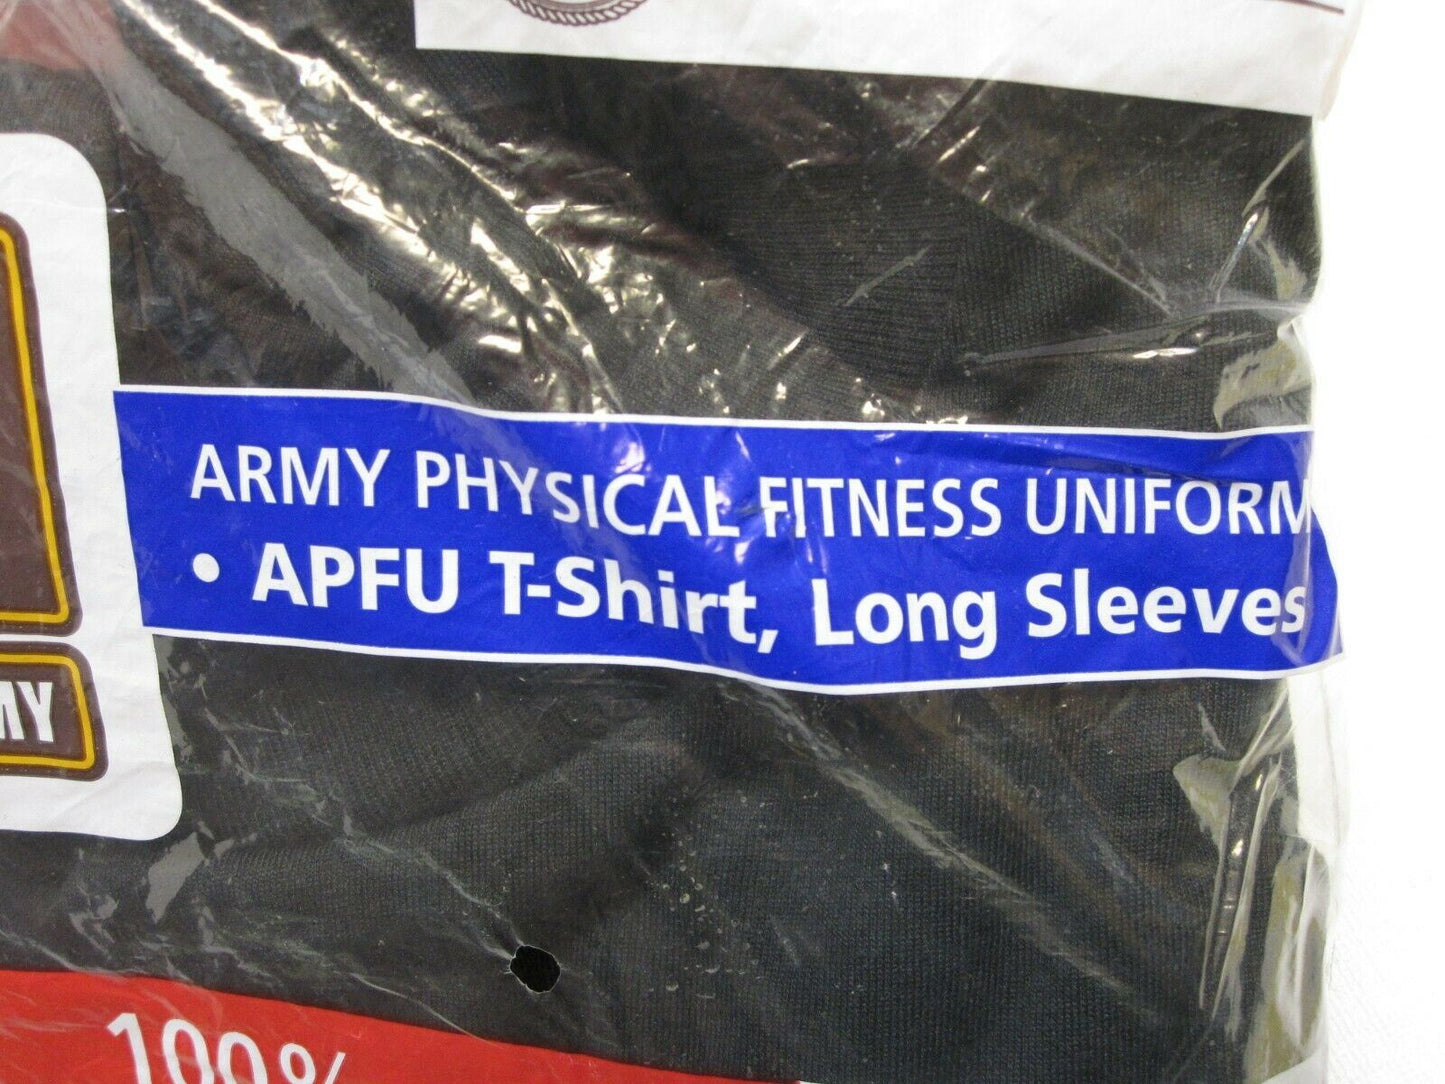 ARMY PHYSICAL FITNESS UNIFORM
• APFU T-Shirt, Long Sleeves
MY
100%